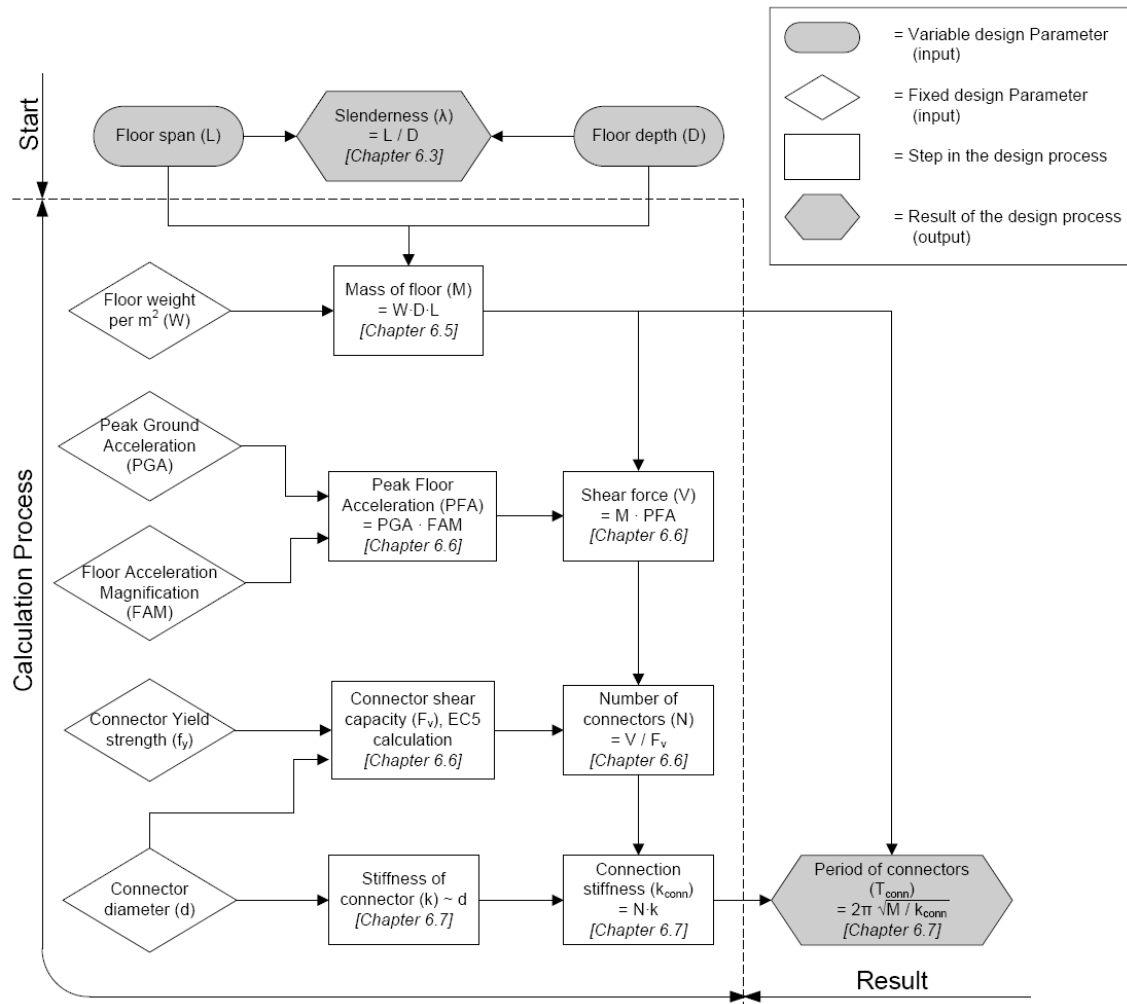 = Variable design Parameter
(input)
= Fixed design Parameter
(input)
= Step in the design process
= Result of the design process
(output)
Start
Floor span (L)
Slenderness (λ)
= L / D
[Chapter 6.3]
Floor depth (D)
Calculation Process
Floor weight
per m² (W)
Mass of floor (M)
= W·D·L
[Chapter 6.5]
Peak Ground
Acceleration
(PGA)
Floor Acceleration
Magnification
(FAM)
Peak Floor
Acceleration (PFA)
= PGA · FAM
[Chapter 6.6]
Shear force (V)
= M · PFA
[Chapter 6.6]
Connector Yield
strength (fy)
Connector shear
capacity (Fv), EC5
calculation
[Chapter 6.6]
Number of
connectors (N)
= V / Fv
[Chapter 6.6]
Connector
diameter (d)
Stiffness of
connector (k) ~ d
[Chapter 6.7]
Connection
stiffness (kconn)
= N·k
[Chapter 6.7]
Period of connectors
(Tconn)
= 2π √M / kconn
[Chapter 6.7]
Result